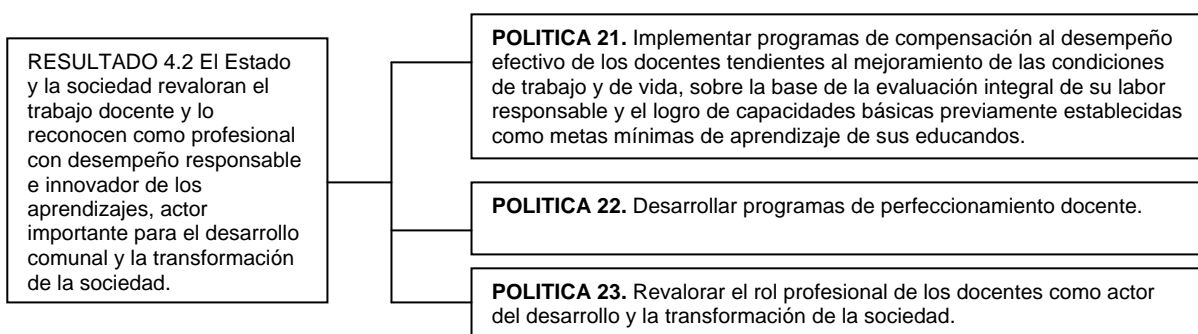 RESULTADO 4.2 El Estado
y la sociedad revaloran el
trabajo docente y lo
reconocen como profesional
con desempeño responsable
e innovador de los
aprendizajes, actor
importante para el desarrollo
comunal y la transformación
de la sociedad.
POLITICA 21. Implementar programas de compensación al desempeño
efectivo de los docentes tendientes al mejoramiento de las condiciones
de trabajo y de vida, sobre la base de la evaluación integral de su labor
responsable y el logro de capacidades básicas previamente establecidas
como metas mínimas de aprendizaje de sus educandos.
POLITICA 22. Desarrollar programas de perfeccionamiento docente.
POLITICA 23. Revalorar el rol profesional de los docentes como actor
del desarrollo y la transformación de la sociedad.